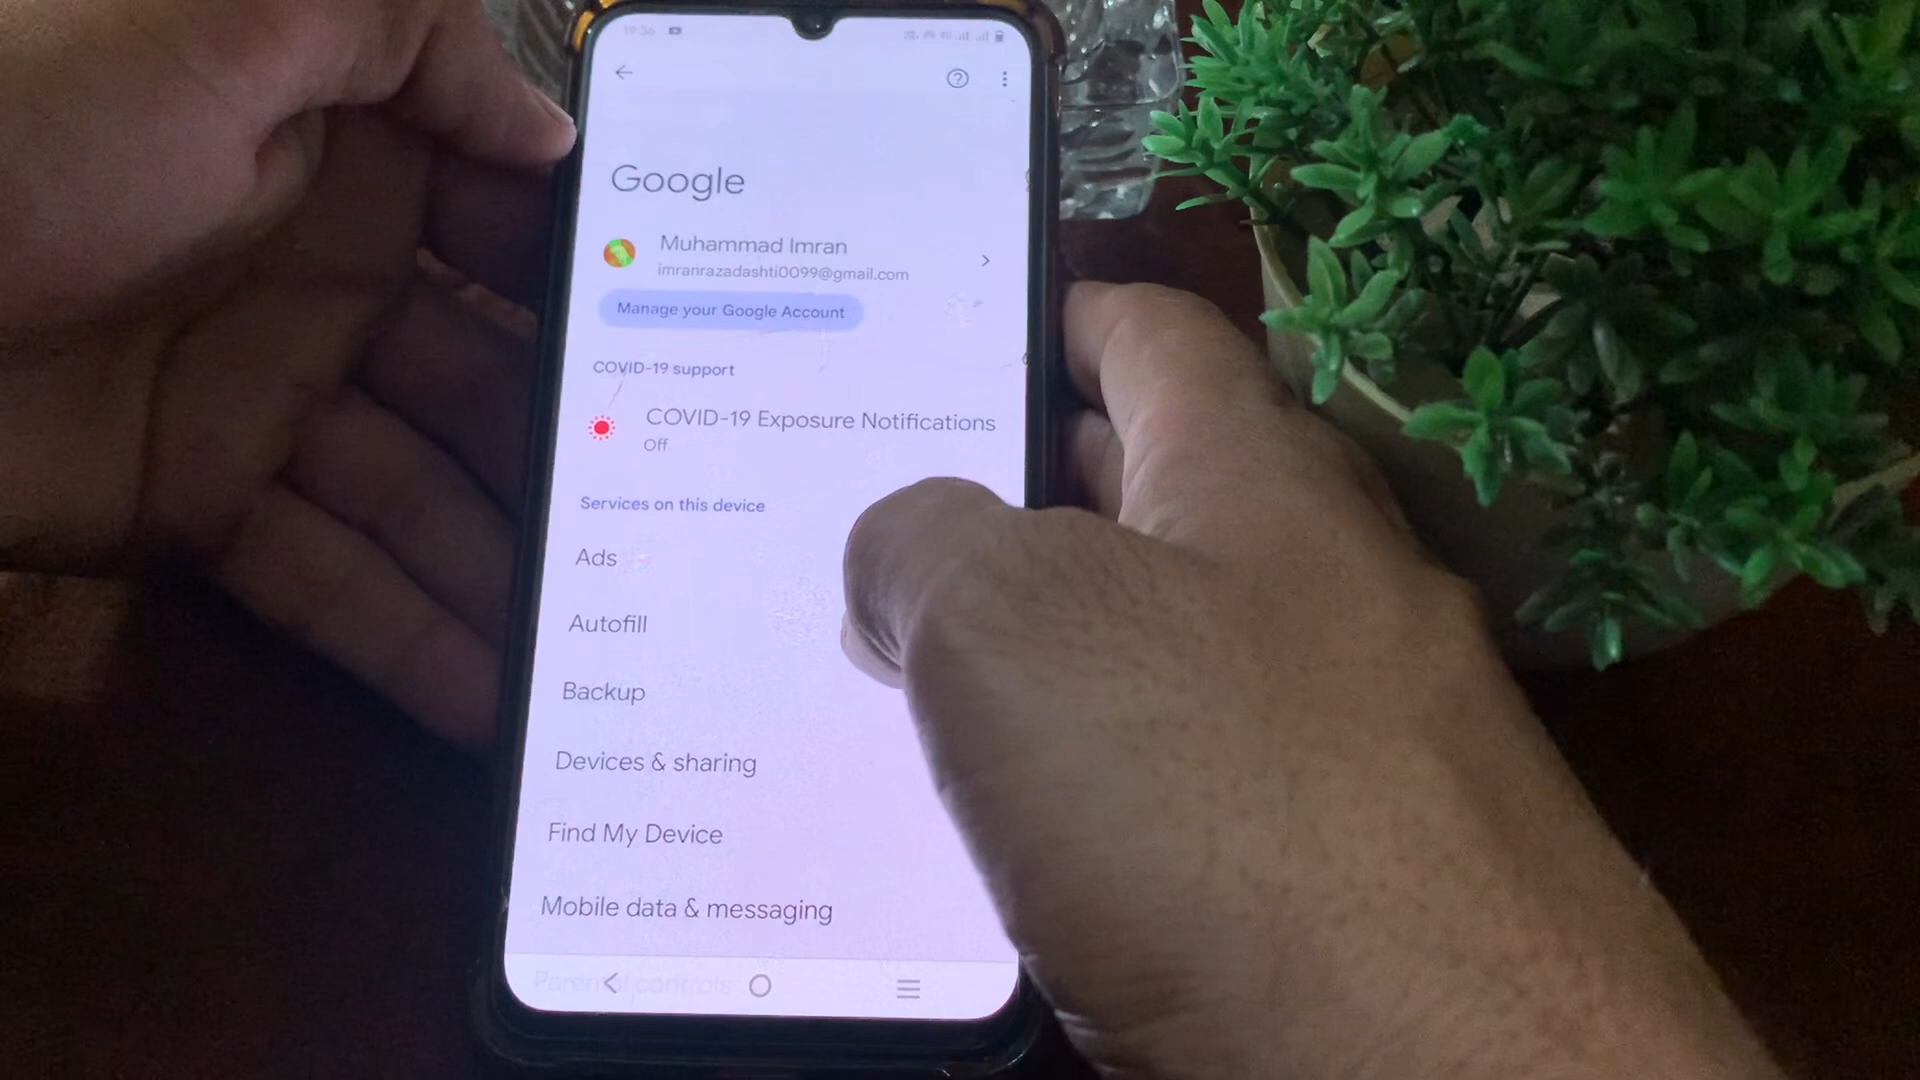 19:36
Google
Muhammad Imran
imranrazadashti0099@gmail.com
Manage your Google Account
COVID-19 support
COVID-19 Exposure Notifications
Off
Services on this device
Ads
Autofill
Backup
Devices & sharing
Find My Device
Mobile data & messaging
Parental controls